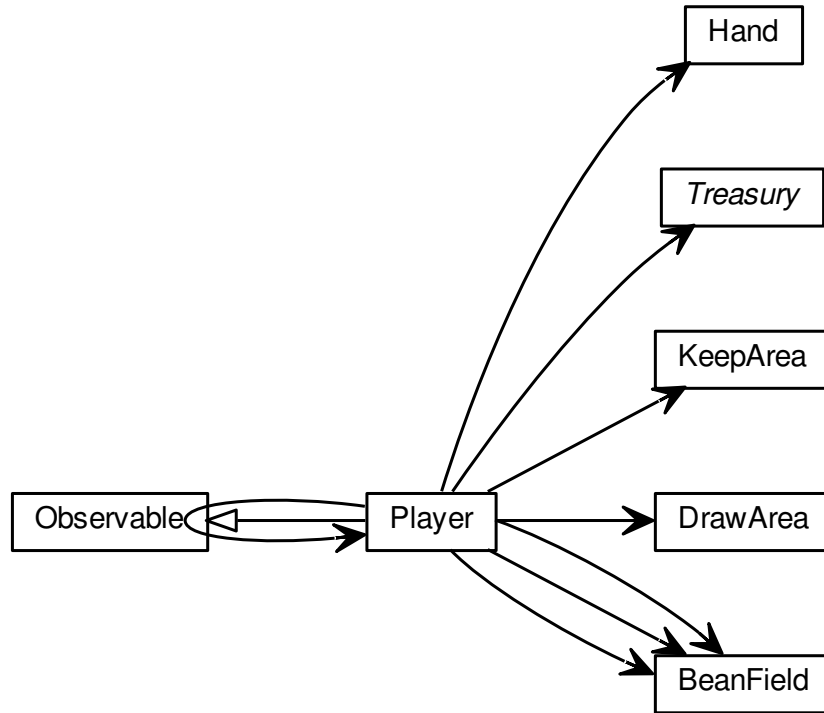 Hand
Treasury
KeepArea
Observable
Player
DrawArea
BeanField